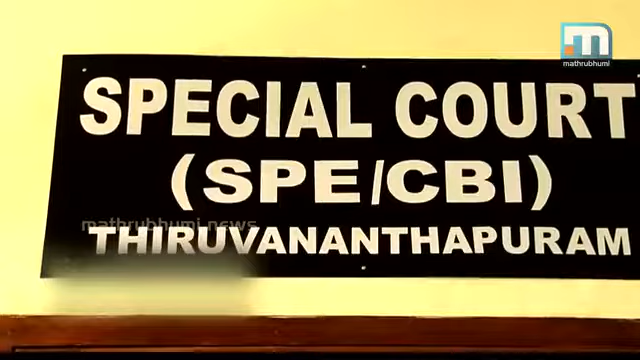 mathrubhumi
SPECIAL COURT
(SPE/CBI)
mathrubhumi news
THIRUVANANTHAPURAM